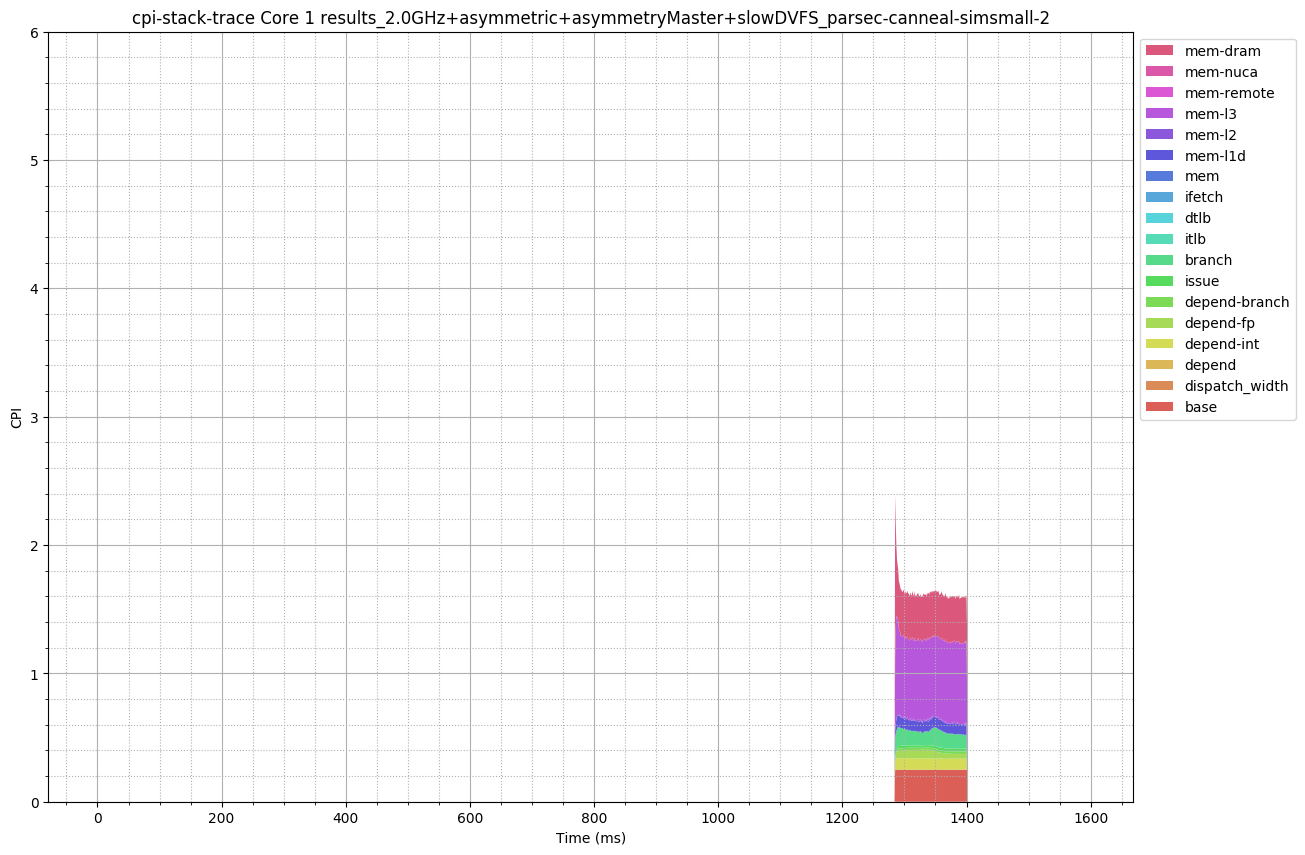 cpi-stack-trace Core 1 results_2.0GHz+asymmetric+asymmetryMaster+slowDVFS_parsec-canneal-simsmall-2
6
5
4
3
2
1
0
CPI
0 200 400 600 800 1000 1200 1400 1600
Time (ms)
mem-dram
mem-nuca
mem-remote
mem-l3
mem-l2
mem-l1d
mem
ifetch
dtlb
itlb
branch
issue
depend-branch
depend-fp
depend-int
depend
dispatch_width
base